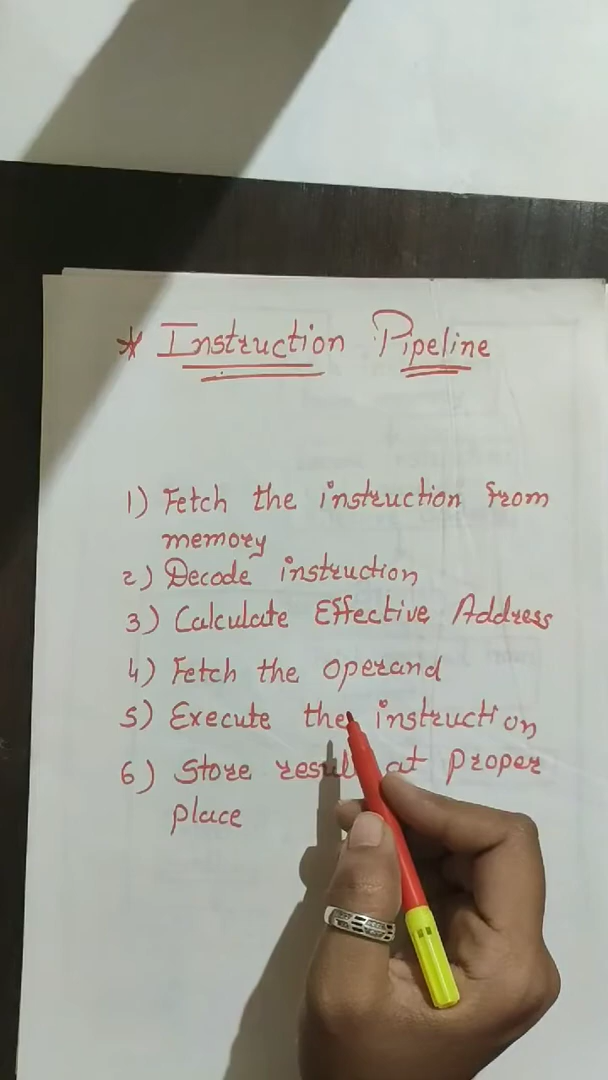 * Instruction Pipeline
1) Fetch the instruction from
memory
2) Decode instruction
3) Calculate Effective Address
4) Fetch the operand
5) Execute the instruction
6) Store result at proper
place